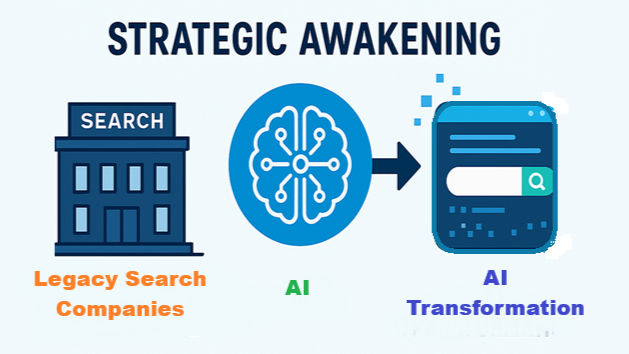 STRATEGIC AWAKENING
SEARCH
Legacy Search
Companies
AI
AI
Transformation